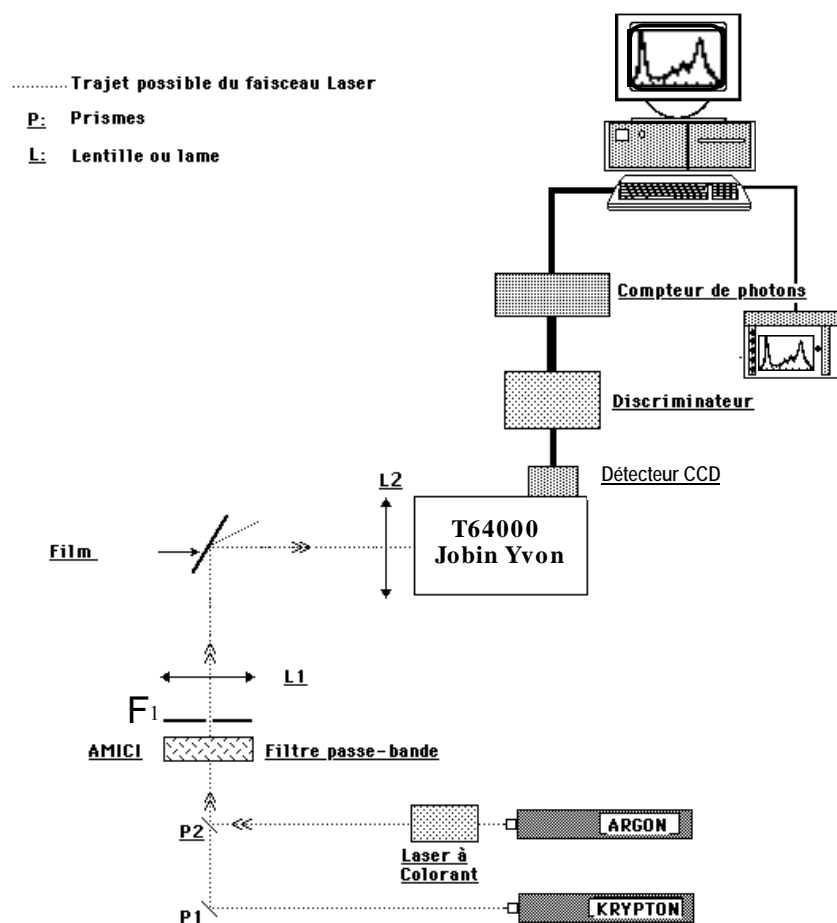 ............ Trajet possible du faisceau Laser
P: Prismes
L: Lentille ou lame
Compteur de photons
Discriminateur
Détecteur CCD
L2
T64000
Jobin Yvon
Film
L1
F1
AMICI
Filtre passe-bande
P2
ARGON
Laser à
Colorant
P1
KRYPTON